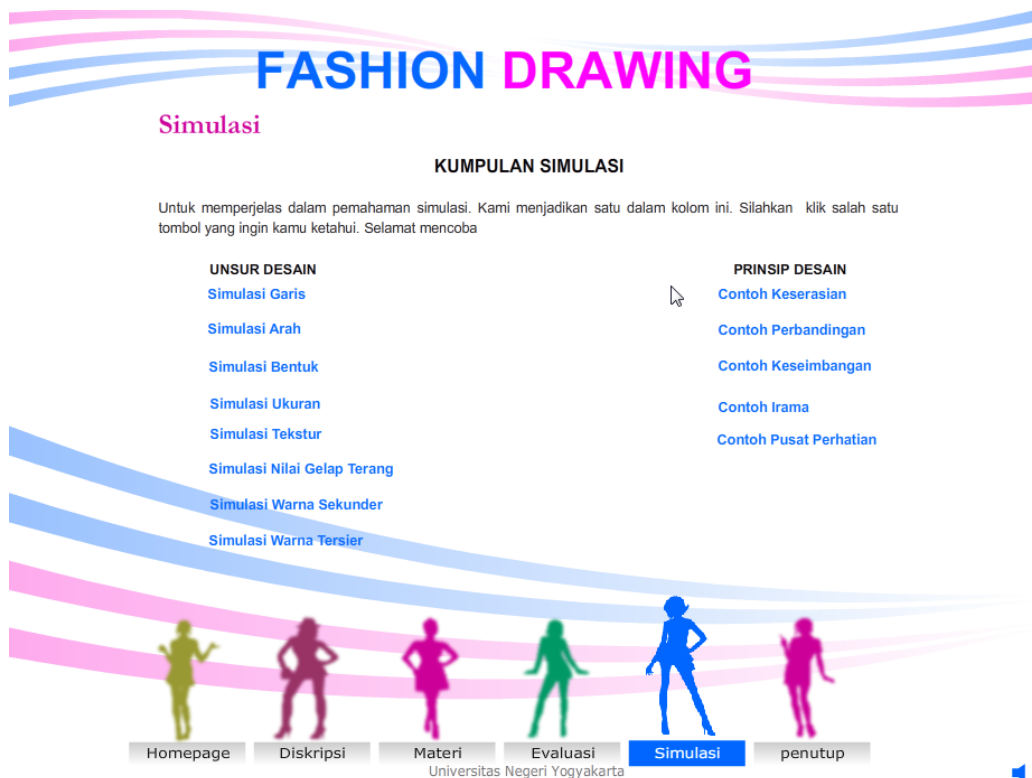 FASHION DRAWING
Simulasi
KUMPULAN SIMULASI
Untuk memperjelas dalam pemahaman simulasi. Kami menjadikan satu dalam kolom ini. Silahkan klik salah satu
tombol yang ingin kamu ketahui. Selamat mencoba
UNSUR DESAIN
Simulasi Garis
Simulasi Arah
Simulasi Bentuk
Simulasi Ukuran
Simulasi Tekstur
Simulasi Nilai Gelap Terang
Simulasi Warna Sekunder
Simulasi Warna Tersier
PRINSIP DESAIN
Contoh Keserasian
Contoh Perbandingan
Contoh Keseimbangan
Contoh Irama
Contoh Pusat Perhatian
Homepage Diskripsi Materi Evaluasi Simulasi penutup
Universitas Negeri Yogyakarta